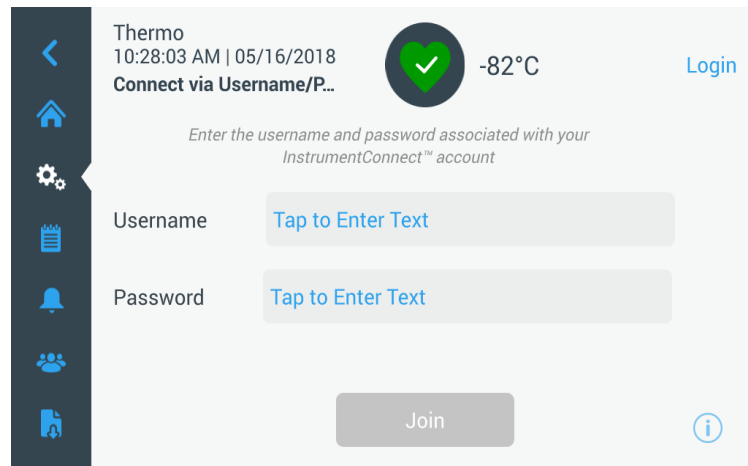 Thermo
10:28:03 AM | 05/16/2018
Connect via Username/P...
-82°C
Login
Enter the username and password associated with your
InstrumentConnect™ account
Username
Tap to Enter Text
Password
Tap to Enter Text
Join